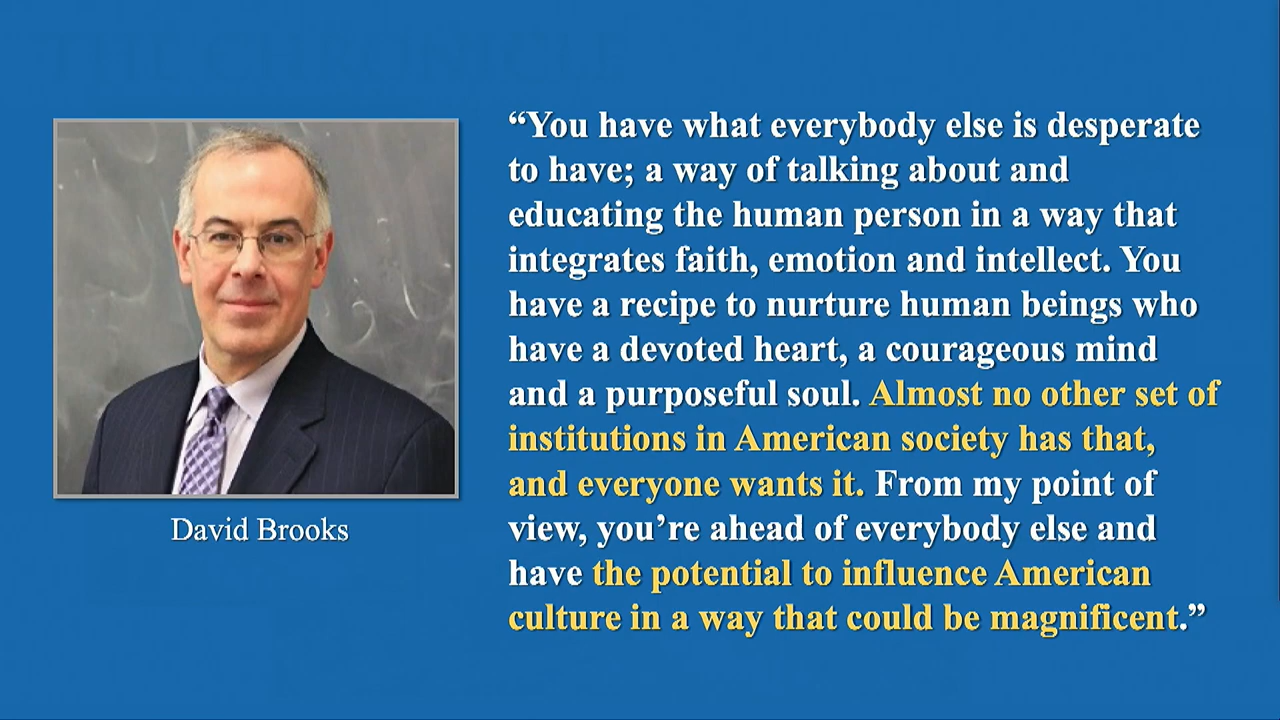 “You have what everybody else is desperate
to have; a way of talking about and
educating the human person in a way that
integrates faith, emotion and intellect. You
have a recipe to nurture human beings who
have a devoted heart, a courageous mind
and a purposeful soul. Almost no other set of
institutions in American society has that,
and everyone wants it. From my point of
view, you’re ahead of everybody else and
have the potential to influence American
culture in a way that could be magnificent.”
David Brooks